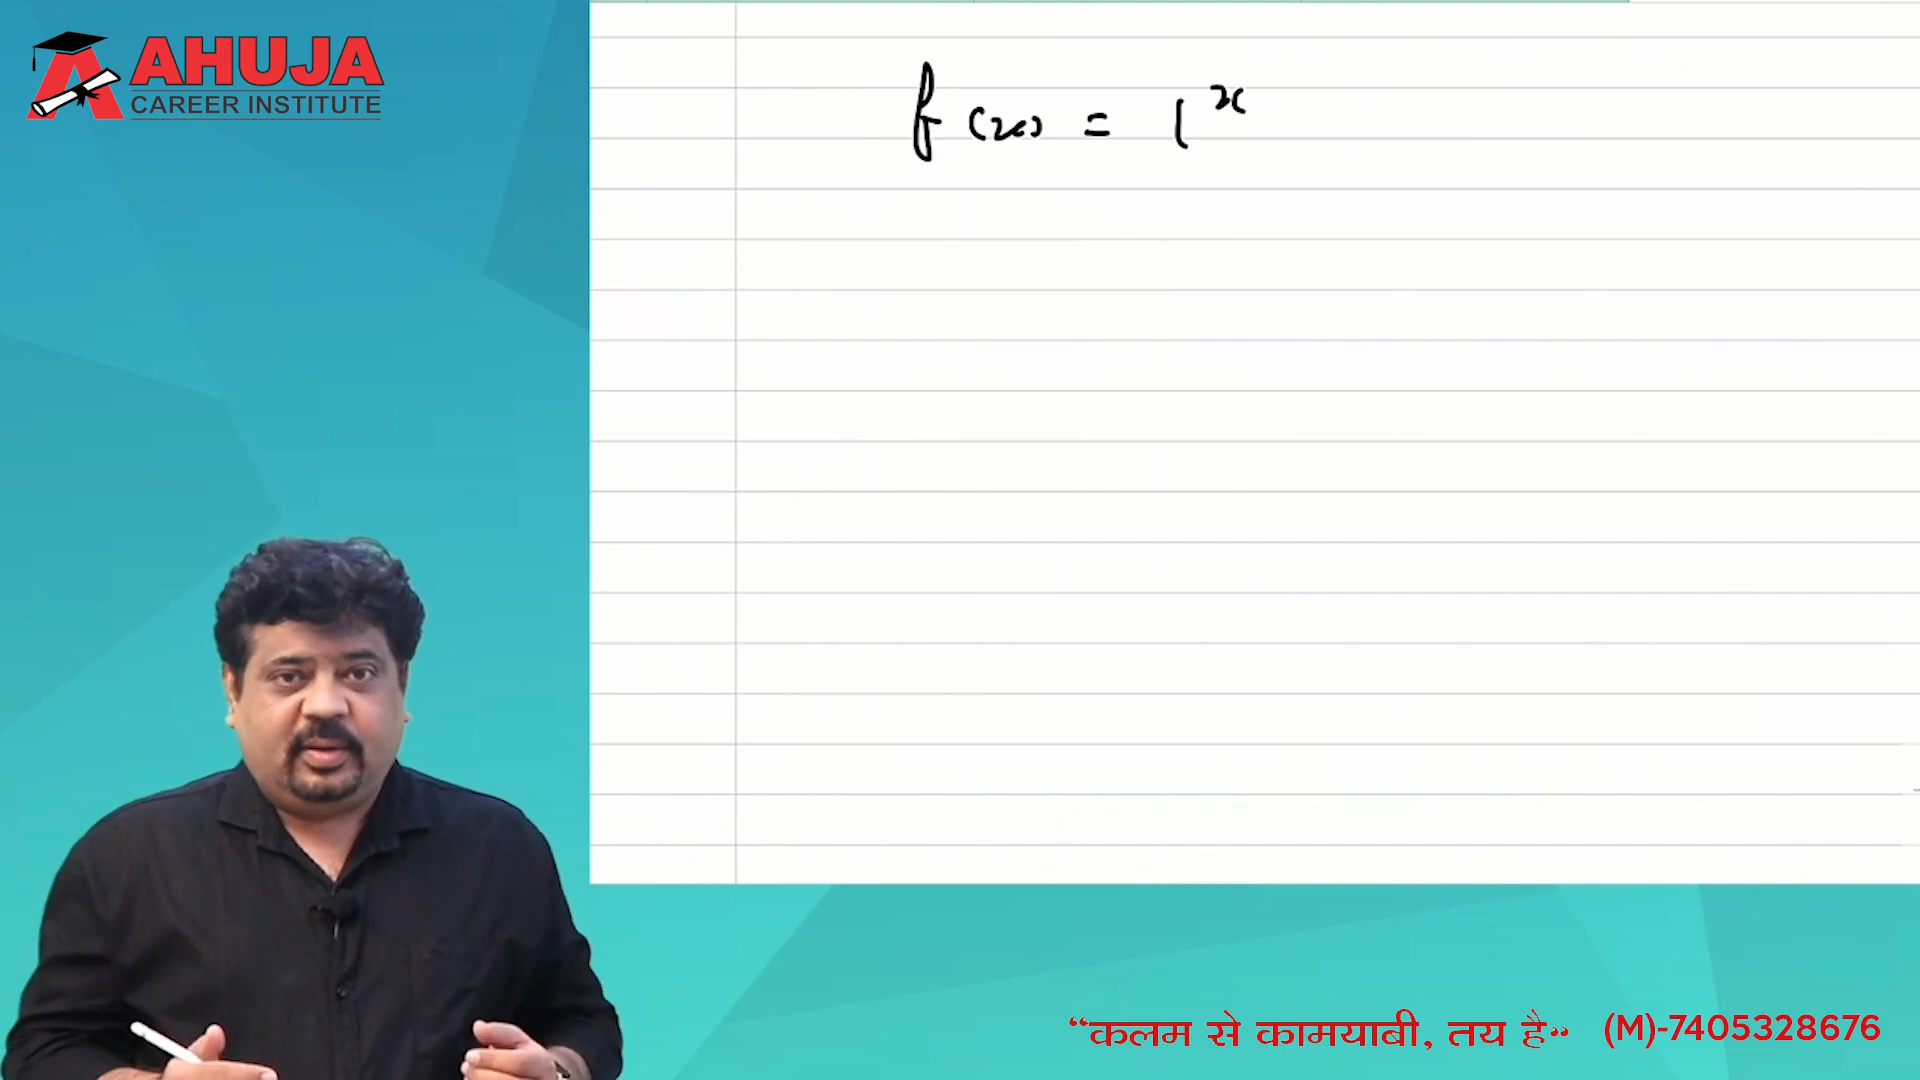 AHUJA
CAREER INSTITUTE
f(x) = 1^x
“कलम से कामयाबी, तय है” (M)-7405328676